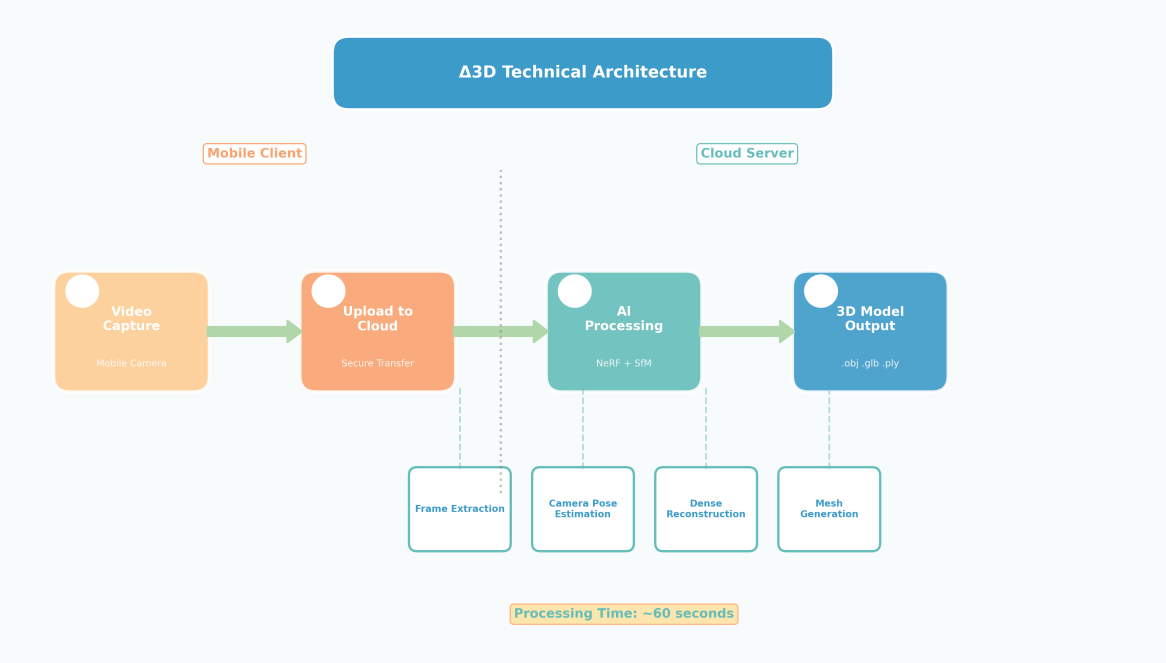 Δ3D Technical Architecture
Mobile Client
Cloud Server
Video
Capture
Mobile Camera
Upload to
Cloud
Secure Transfer
AI
Processing
NeRF + SfM
3D Model
Output
.obj .glb .ply
Frame Extraction
Camera Pose
Estimation
Dense
Reconstruction
Mesh
Generation
Processing Time: ~60 seconds